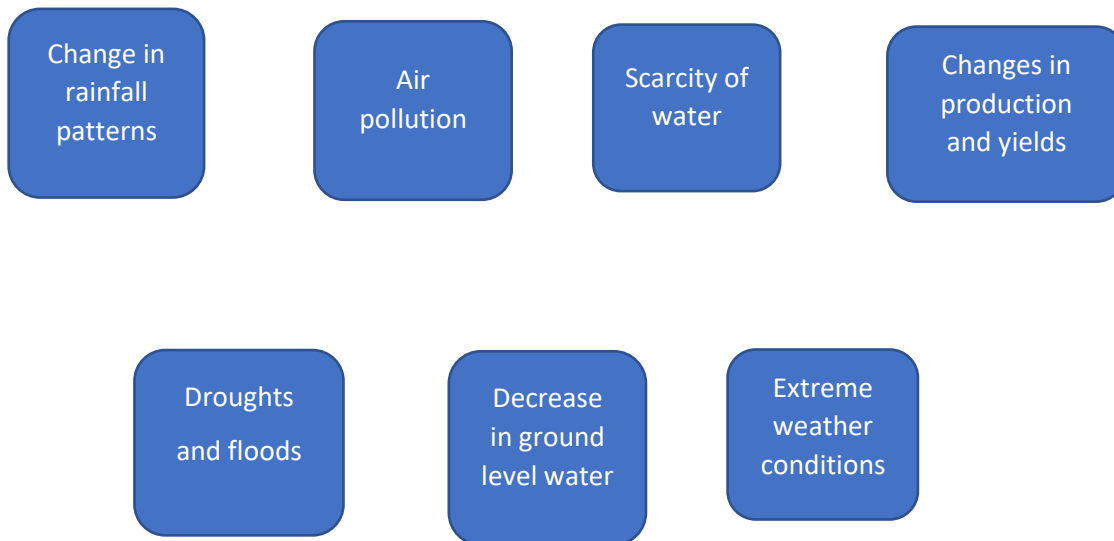 Change in
rainfall
patterns
Air
pollution
Scarcity of
water
Changes in
production
and yields
Droughts
and floods
Decrease
in ground
level water
Extreme
weather
conditions